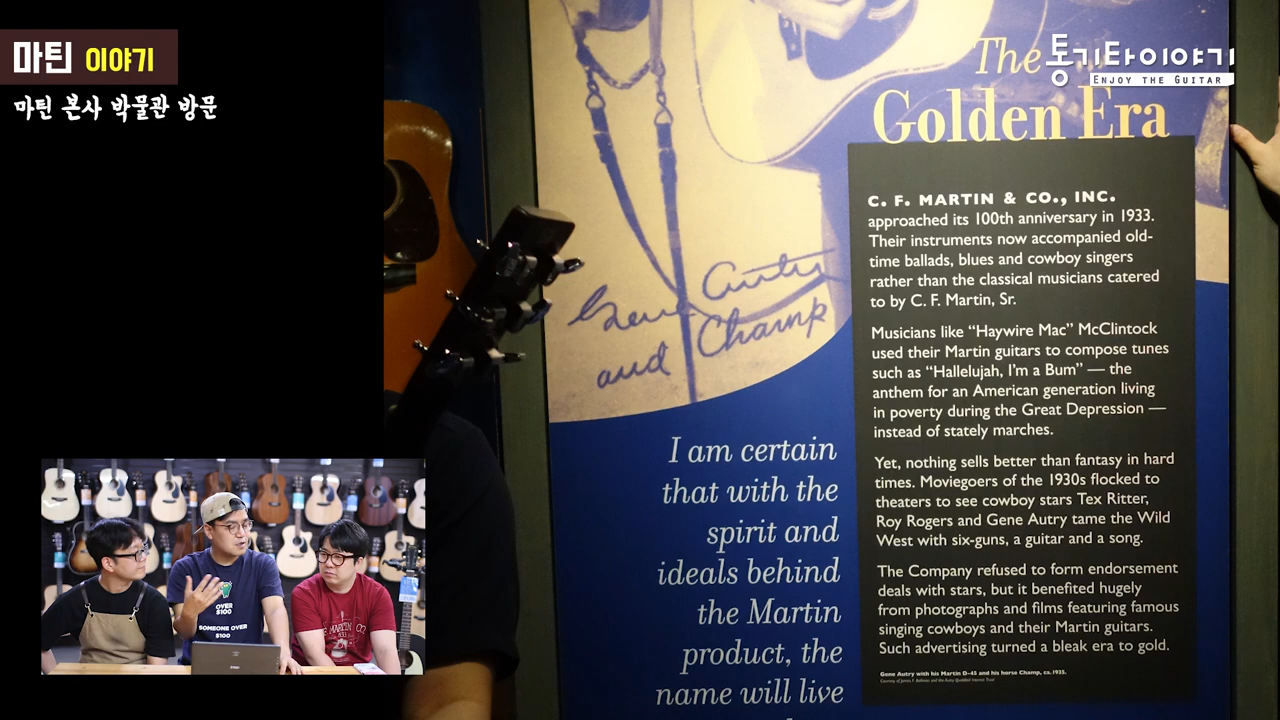 마틴 이야기
마틴 본사 박물관 방문
통기타이야기
ENJOY THE GUITAR
The
Golden Era
C. F. MARTIN & CO., INC.
approached its 100th anniversary in 1933.
Their instruments now accompanied old-
time ballads, blues and cowboy singers
rather than the classical musicians catered
to by C. F. Martin, Sr.
Musicians like “Haywire Mac” McClintock
used their Martin guitars to compose tunes
such as “Hallelujah, I’m a Bum” — the
anthem for an American generation living
in poverty during the Great Depression —
instead of stately marches.
Yet, nothing sells better than fantasy in hard
times. Moviegoers of the 1930s flocked to
theaters to see cowboy stars Tex Ritter,
Roy Rogers and Gene Autry tame the Wild
West with six-guns, a guitar and a song.
The Company refused to form endorsement
deals with stars, but it benefited hugely
from photographs and films featuring famous
singing cowboys and their Martin guitars.
Such advertising turned a bleak era to gold.
Gene Autry with his Martin D-45 and his horse Champ, ca. 1935.
Gene Autry
and Champ
I am certain
that with the
spirit and
ideals behind
the Martin
product, the
name will live
OVER
$100
SOMEONE OVER
$100